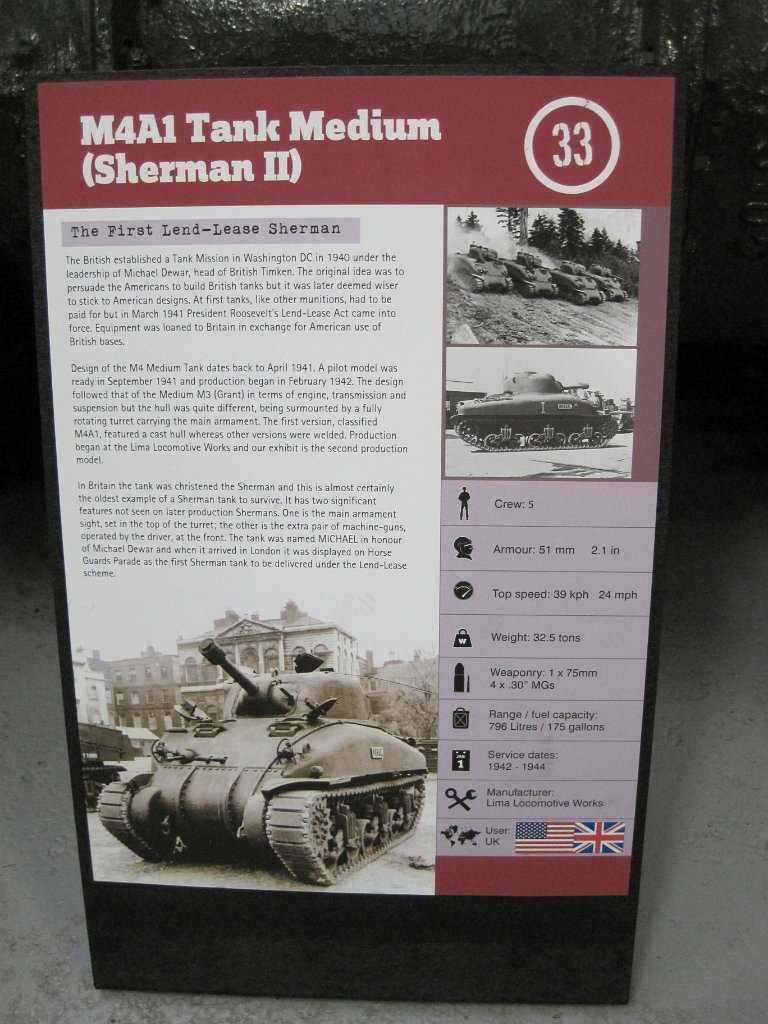 M4A1 Tank Medium
(Sherman II)
33
The First Lend-Lease Sherman
The British established a Tank Mission in Washington DC in 1940 under the
leadership of Michael Dewar, head of British Timken. The original idea was to
persuade the Americans to build British tanks but it was later deemed wiser
to stick to American designs. At first tanks, like other munitions, had to be
paid for but in March 1941 President Roosevelt's Lend-Lease Act came into
force. Equipment was loaned to Britain in exchange for American use of
British bases.
Design of the M4 Medium Tank dates back to April 1941. A pilot model was
ready in September 1941 and production began in February 1942. The design
followed that of the Medium M3 (Grant) in terms of engine, transmission and
suspension but the hull was quite different, being surmounted by a fully
rotating turret carrying the main armament. The first version, classified
M4A1, featured a cast hull whereas other versions were welded. Production
began at the Lima Locomotive Works and our exhibit is the second production
model.
In Britain the tank was christened the Sherman and this is almost certainly
the oldest example of a Sherman tank to survive. It has two significant
features not seen on later production Shermans. One is the main armament
sight, set in the top of the turret; the other is the extra pair of machine-guns,
operated by the driver, at the front. The tank was named MICHAEL in honour
of Michael Dewar and when it arrived in London it was displayed on Horse
Guards Parade as the first Sherman tank to be delivered under the Lend-Lease
scheme.
Crew: 5
Armour: 51 mm 2.1 in
Top speed: 39 kph 24 mph
W
Weight: 32.5 tons
Weaponry: 1 x 75mm
4 x .30" MGs
Range / fuel capacity:
796 Litres / 175 gallons
JAN
1
Service dates:
1942 - 1944
Manufacturer:
Lima Locomotive Works
User:
UK